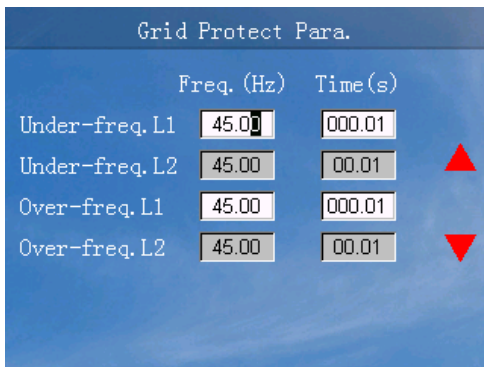 Grid Protect Para.
Freq.(Hz) Time(s)
Under-freq.L1 45.00 000.01
Under-freq.L2 45.00 00.01
Over-freq.L1 45.00 000.01
Over-freq.L2 45.00 00.01